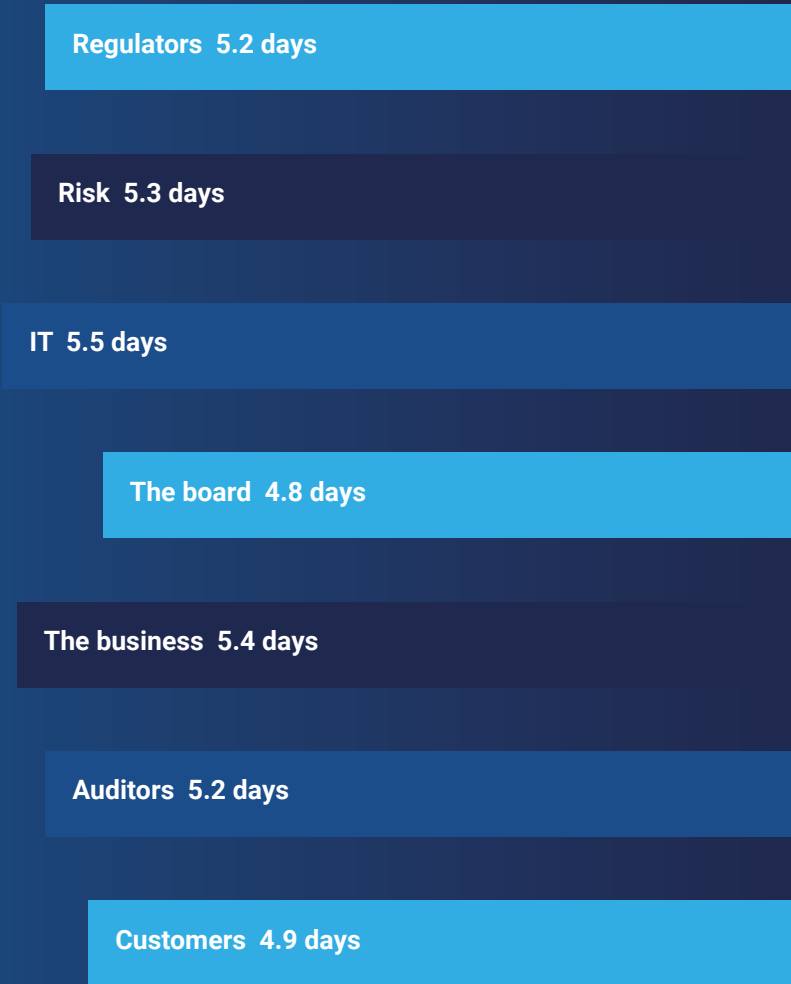 Regulators 5.2 days
Risk 5.3 days
IT 5.5 days
The board 4.8 days
The business 5.4 days
Auditors 5.2 days
Customers 4.9 days